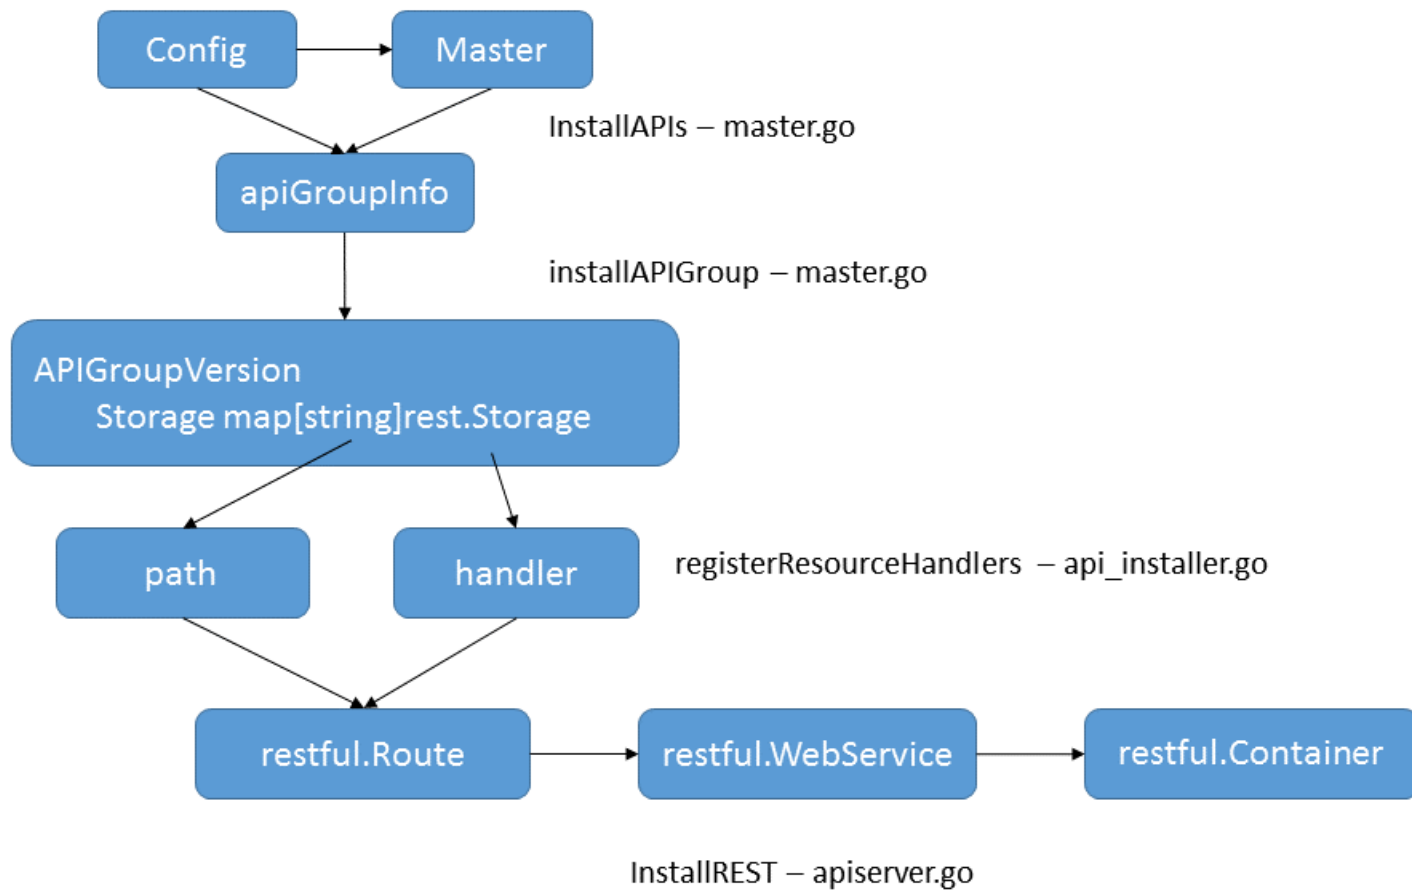 Config
Master
InstallAPIs – master.go
apiGroupInfo
installAPIGroup – master.go
APIGroupVersion
Storage map[string]rest.Storage
path
handler
registerResourceHandlers – api_installer.go
restful.Route
restful.WebService
restful.Container
InstallREST – apiserver.go